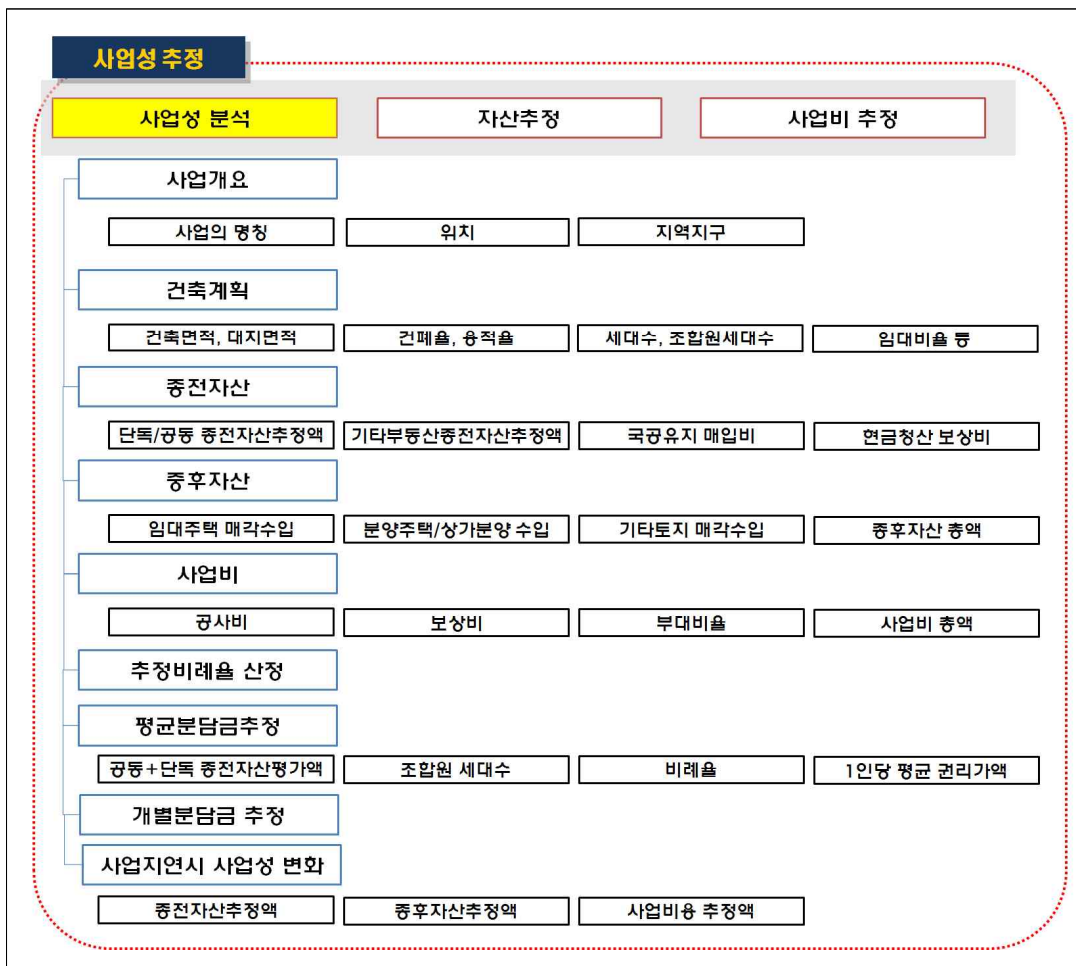 사업성 추정
사업성 분석
자산추정
사업비 추정
사업개요
사업의 명칭
위치
지역지구
건축계획
건축면적, 대지면적
건폐율, 용적율
세대수, 조합원세대수
임대비율 등
종전자산
단독/공동 종전자산추정액
기타부동산종전자산추정액
국공유지 매입비
현금청산 보상비
종후자산
임대주택 매각수입
분양주택/상가분양 수입
기타토지 매각수입
종후자산 총액
사업비
공사비
보상비
부대비율
사업비 총액
추정비례율 산정
평균분담금추정
공동+단독 종전자산평가액
조합원 세대수
비례율
1인당 평균 권리가액
개별분담금 추정
사업지연시 사업성 변화
종전자산추정액
종후자산추정액
사업비용 추정액